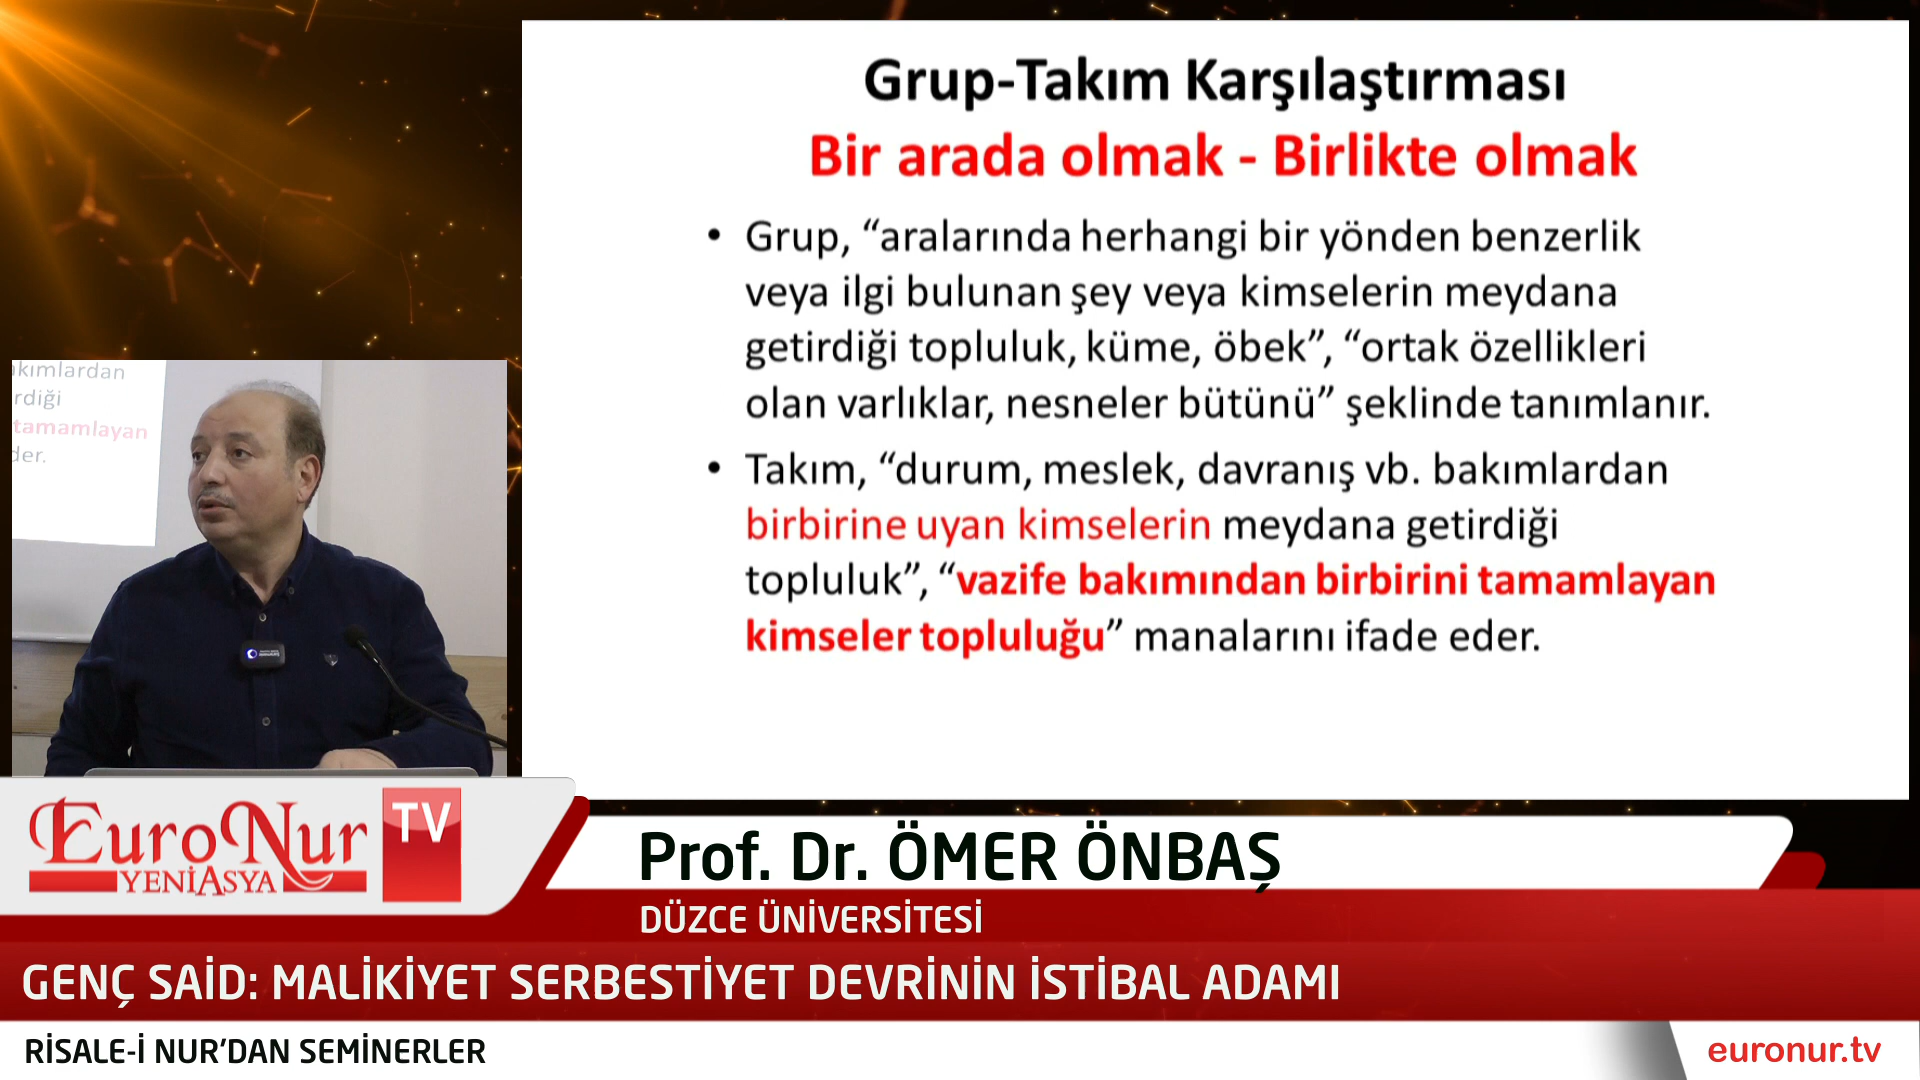 Grup-Takım Karşılaştırması
Bir arada olmak - Birlikte olmak
• Grup, “aralarında herhangi bir yönden benzerlik
veya ilgi bulunan şey veya kimselerin meydana
getirdiği topluluk, küme, öbek”, “ortak özellikleri
olan varlıklar, nesneler bütünü” şeklinde tanımlanır.
• Takım, “durum, meslek, davranış vb. bakımlardan
birbirine uyan kimselerin meydana getirdiği
topluluk”, “vazife bakımından birbirini tamamlayan
kimseler topluluğu” manalarını ifade eder.
akımlardan
rdiği
tamamlayan
der.
EuroNur TV
YENİASYA
Prof. Dr. ÖMER ÖNBAŞ
DÜZCE ÜNİVERSİTESİ
GENÇ SAİD: MALİKİYET SERBESTİYET DEVRİNİN İSTİBAL ADAMI
RİSALE-İ NUR’DAN SEMİNERLER
euronur.tv